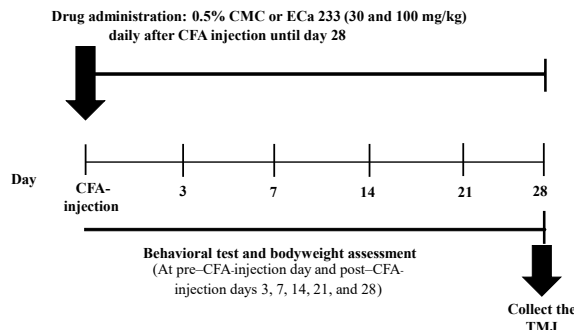 Drug administration: 0.5% CMC or ECa 233 (30 and 100 mg/kg)
daily after CFA injection until day 28
Day
CFA-
injection
3
7
14
21
28
Behavioral test and bodyweight assessment
(At pre–CFA-injection day and post–CFA-
injection days 3, 7, 14, 21, and 28)
Collect the
TMJ